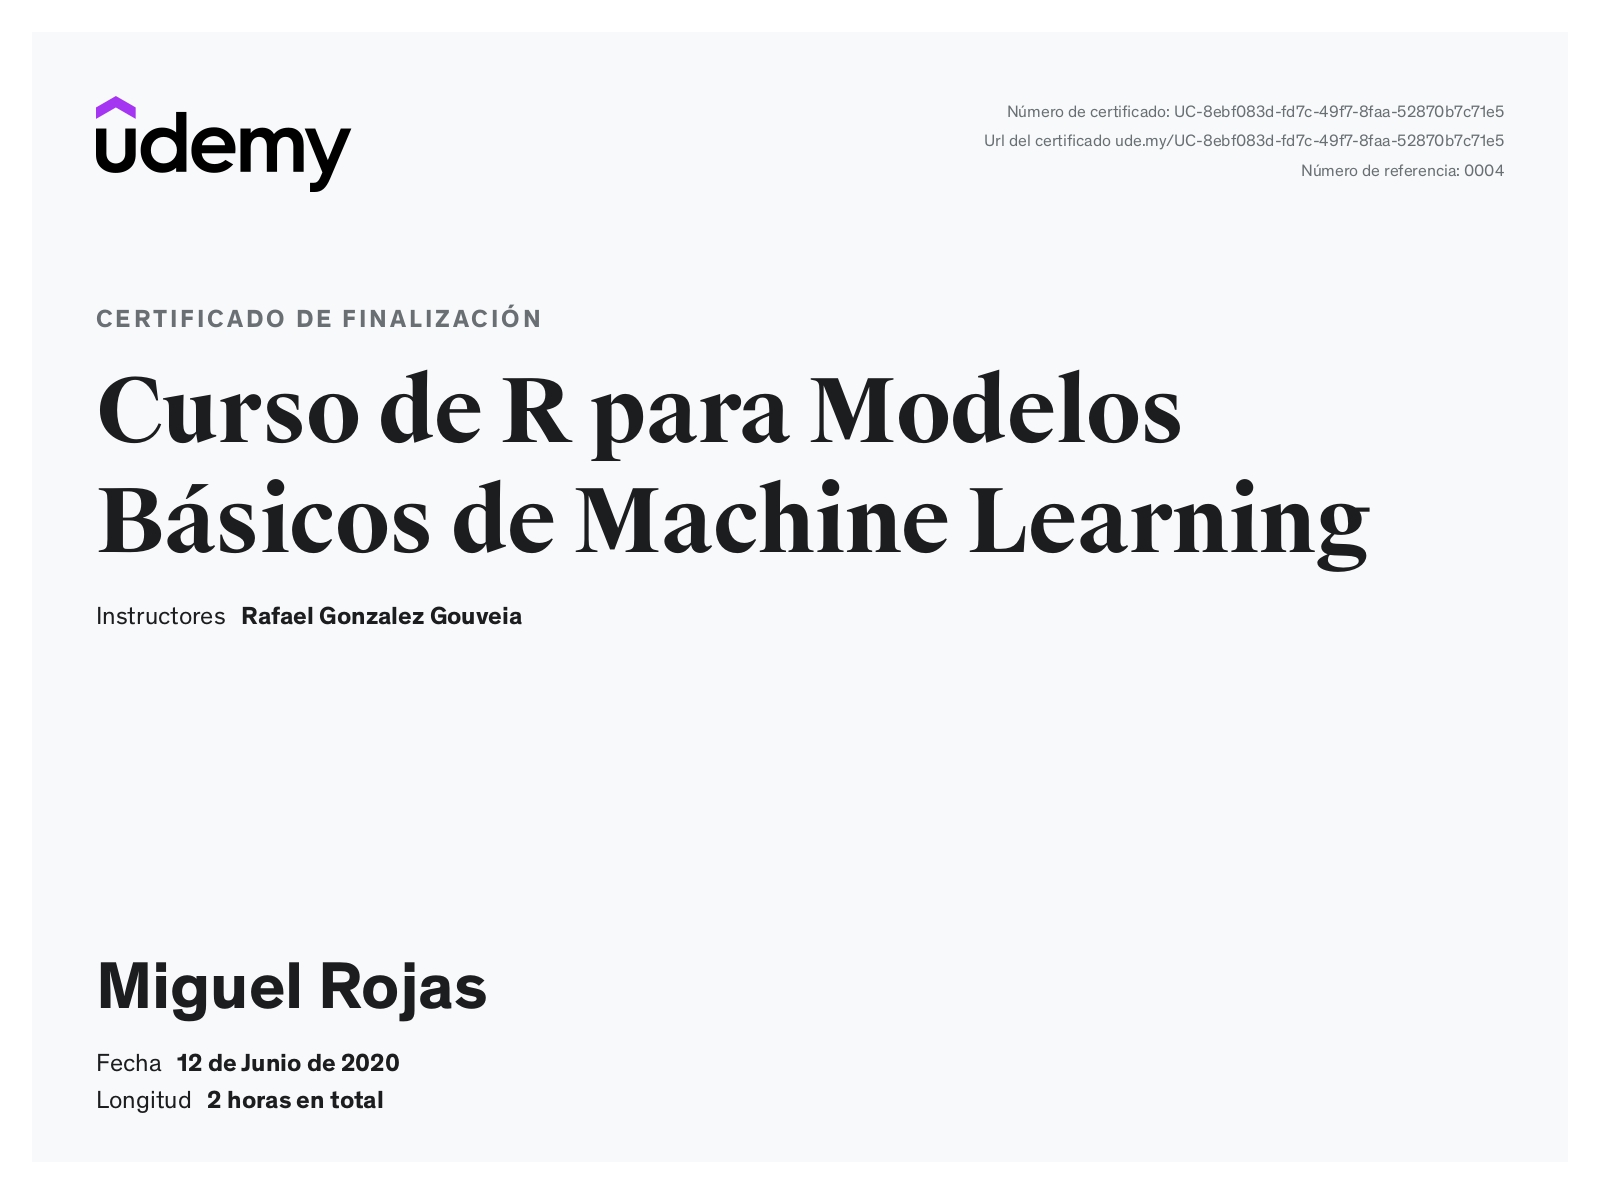 udemy
Número de certificado: UC-8ebf083d-fd7c-49f7-8faa-52870b7c71e5
Url del certificado ude.my/UC-8ebf083d-fd7c-49f7-8faa-52870b7c71e5
Número de referencia: 0004
CERTIFICADO DE FINALIZACIÓN
Curso de R para Modelos
Básicos de Machine Learning
Instructores Rafael Gonzalez Gouveia
Miguel Rojas
Fecha 12 de Junio de 2020
Longitud 2 horas en total